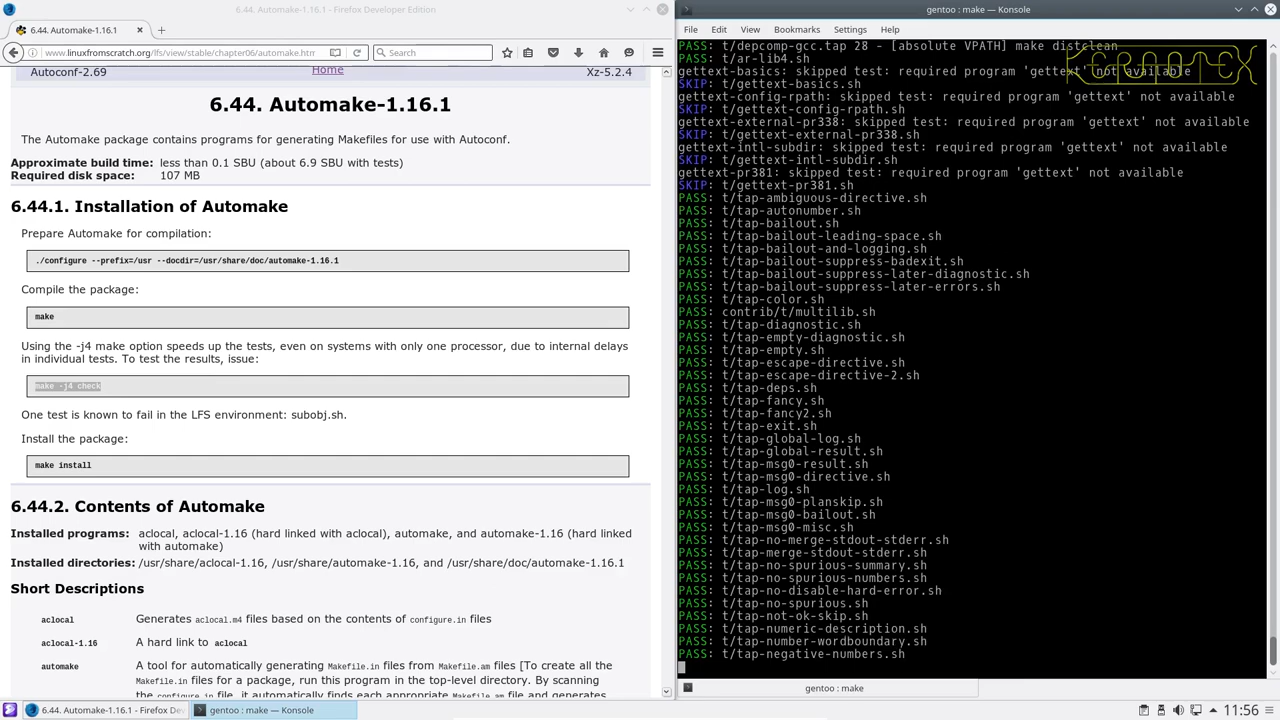 6.44. Automake-1.16.1 - Firefox Developer Edition
6.44. Automake-1.16.1
www.linuxfromscratch.org/lfs/view/stable/chapter06/automake.html
Search
Autoconf-2.69
Home
Xz-5.2.4
6.44. Automake-1.16.1
The Automake package contains programs for generating Makefiles for use with Autoconf.
Approximate build time: less than 0.1 SBU (about 6.9 SBU with tests)
Required disk space: 107 MB
6.44.1. Installation of Automake
Prepare Automake for compilation:
./configure --prefix=/usr --docdir=/usr/share/doc/automake-1.16.1
Compile the package:
make
Using the -j4 make option speeds up the tests, even on systems with only one processor, due to internal delays
in individual tests. To test the results, issue:
make -j4 check
One test is known to fail in the LFS environment: subobj.sh.
Install the package:
make install
6.44.2. Contents of Automake
Installed programs: aclocal, aclocal-1.16 (hard linked with aclocal), automake, and automake-1.16 (hard linked
with automake)
Installed directories: /usr/share/aclocal-1.16, /usr/share/automake-1.16, and /usr/share/doc/automake-1.16.1
Short Descriptions
aclocal Generates aclocal.m4 files based on the contents of configure.in files
aclocal-1.16 A hard link to aclocal
automake A tool for automatically generating Makefile.in files from Makefile.am files [To create all the
Makefile.in files for a package, run this program in the top-level directory. By scanning
the configure.in file, it automatically finds each appropriate Makefile.am file and generates
gentoo : make — Konsole
File Edit View Bookmarks Settings Help
PASS: t/depcomp-gcc.tap 28 - [absolute VPATH] make distclean
PASS: t/ar-lib4.sh
gettext-basics: skipped test: required program 'gettext' not available
SKIP: t/gettext-basics.sh
gettext-config-rpath: skipped test: required program 'gettext' not available
SKIP: t/gettext-config-rpath.sh
gettext-external-pr338: skipped test: required program 'gettext' not available
SKIP: t/gettext-external-pr338.sh
gettext-intl-subdir: skipped test: required program 'gettext' not available
SKIP: t/gettext-intl-subdir.sh
gettext-pr381: skipped test: required program 'gettext' not available
SKIP: t/gettext-pr381.sh
PASS: t/tap-ambiguous-directive.sh
PASS: t/tap-autonumber.sh
PASS: t/tap-bailout.sh
PASS: t/tap-bailout-leading-space.sh
PASS: t/tap-bailout-and-logging.sh
PASS: t/tap-bailout-suppress-badexit.sh
PASS: t/tap-bailout-suppress-later-diagnostic.sh
PASS: t/tap-bailout-suppress-later-errors.sh
PASS: t/tap-color.sh
PASS: contrib/t/multilib.sh
PASS: t/tap-diagnostic.sh
PASS: t/tap-empty-diagnostic.sh
PASS: t/tap-empty.sh
PASS: t/tap-escape-directive.sh
PASS: t/tap-escape-directive-2.sh
PASS: t/tap-deps.sh
PASS: t/tap-fancy.sh
PASS: t/tap-fancy2.sh
PASS: t/tap-exit.sh
PASS: t/tap-global-log.sh
PASS: t/tap-global-result.sh
PASS: t/tap-msg0-result.sh
PASS: t/tap-msg0-directive.sh
PASS: t/tap-log.sh
PASS: t/tap-msg0-planskip.sh
PASS: t/tap-msg0-bailout.sh
PASS: t/tap-msg0-misc.sh
PASS: t/tap-no-merge-stdout-stderr.sh
PASS: t/tap-merge-stdout-stderr.sh
PASS: t/tap-no-spurious-summary.sh
PASS: t/tap-no-spurious-numbers.sh
PASS: t/tap-no-disable-hard-error.sh
PASS: t/tap-no-spurious.sh
PASS: t/tap-not-ok-skip.sh
PASS: t/tap-numeric-description.sh
PASS: t/tap-number-wordboundary.sh
PASS: t/tap-negative-numbers.sh
gentoo : make
6.44. Automake-1.16.1 - Firefox De
gentoo : make — Konsole
11:56